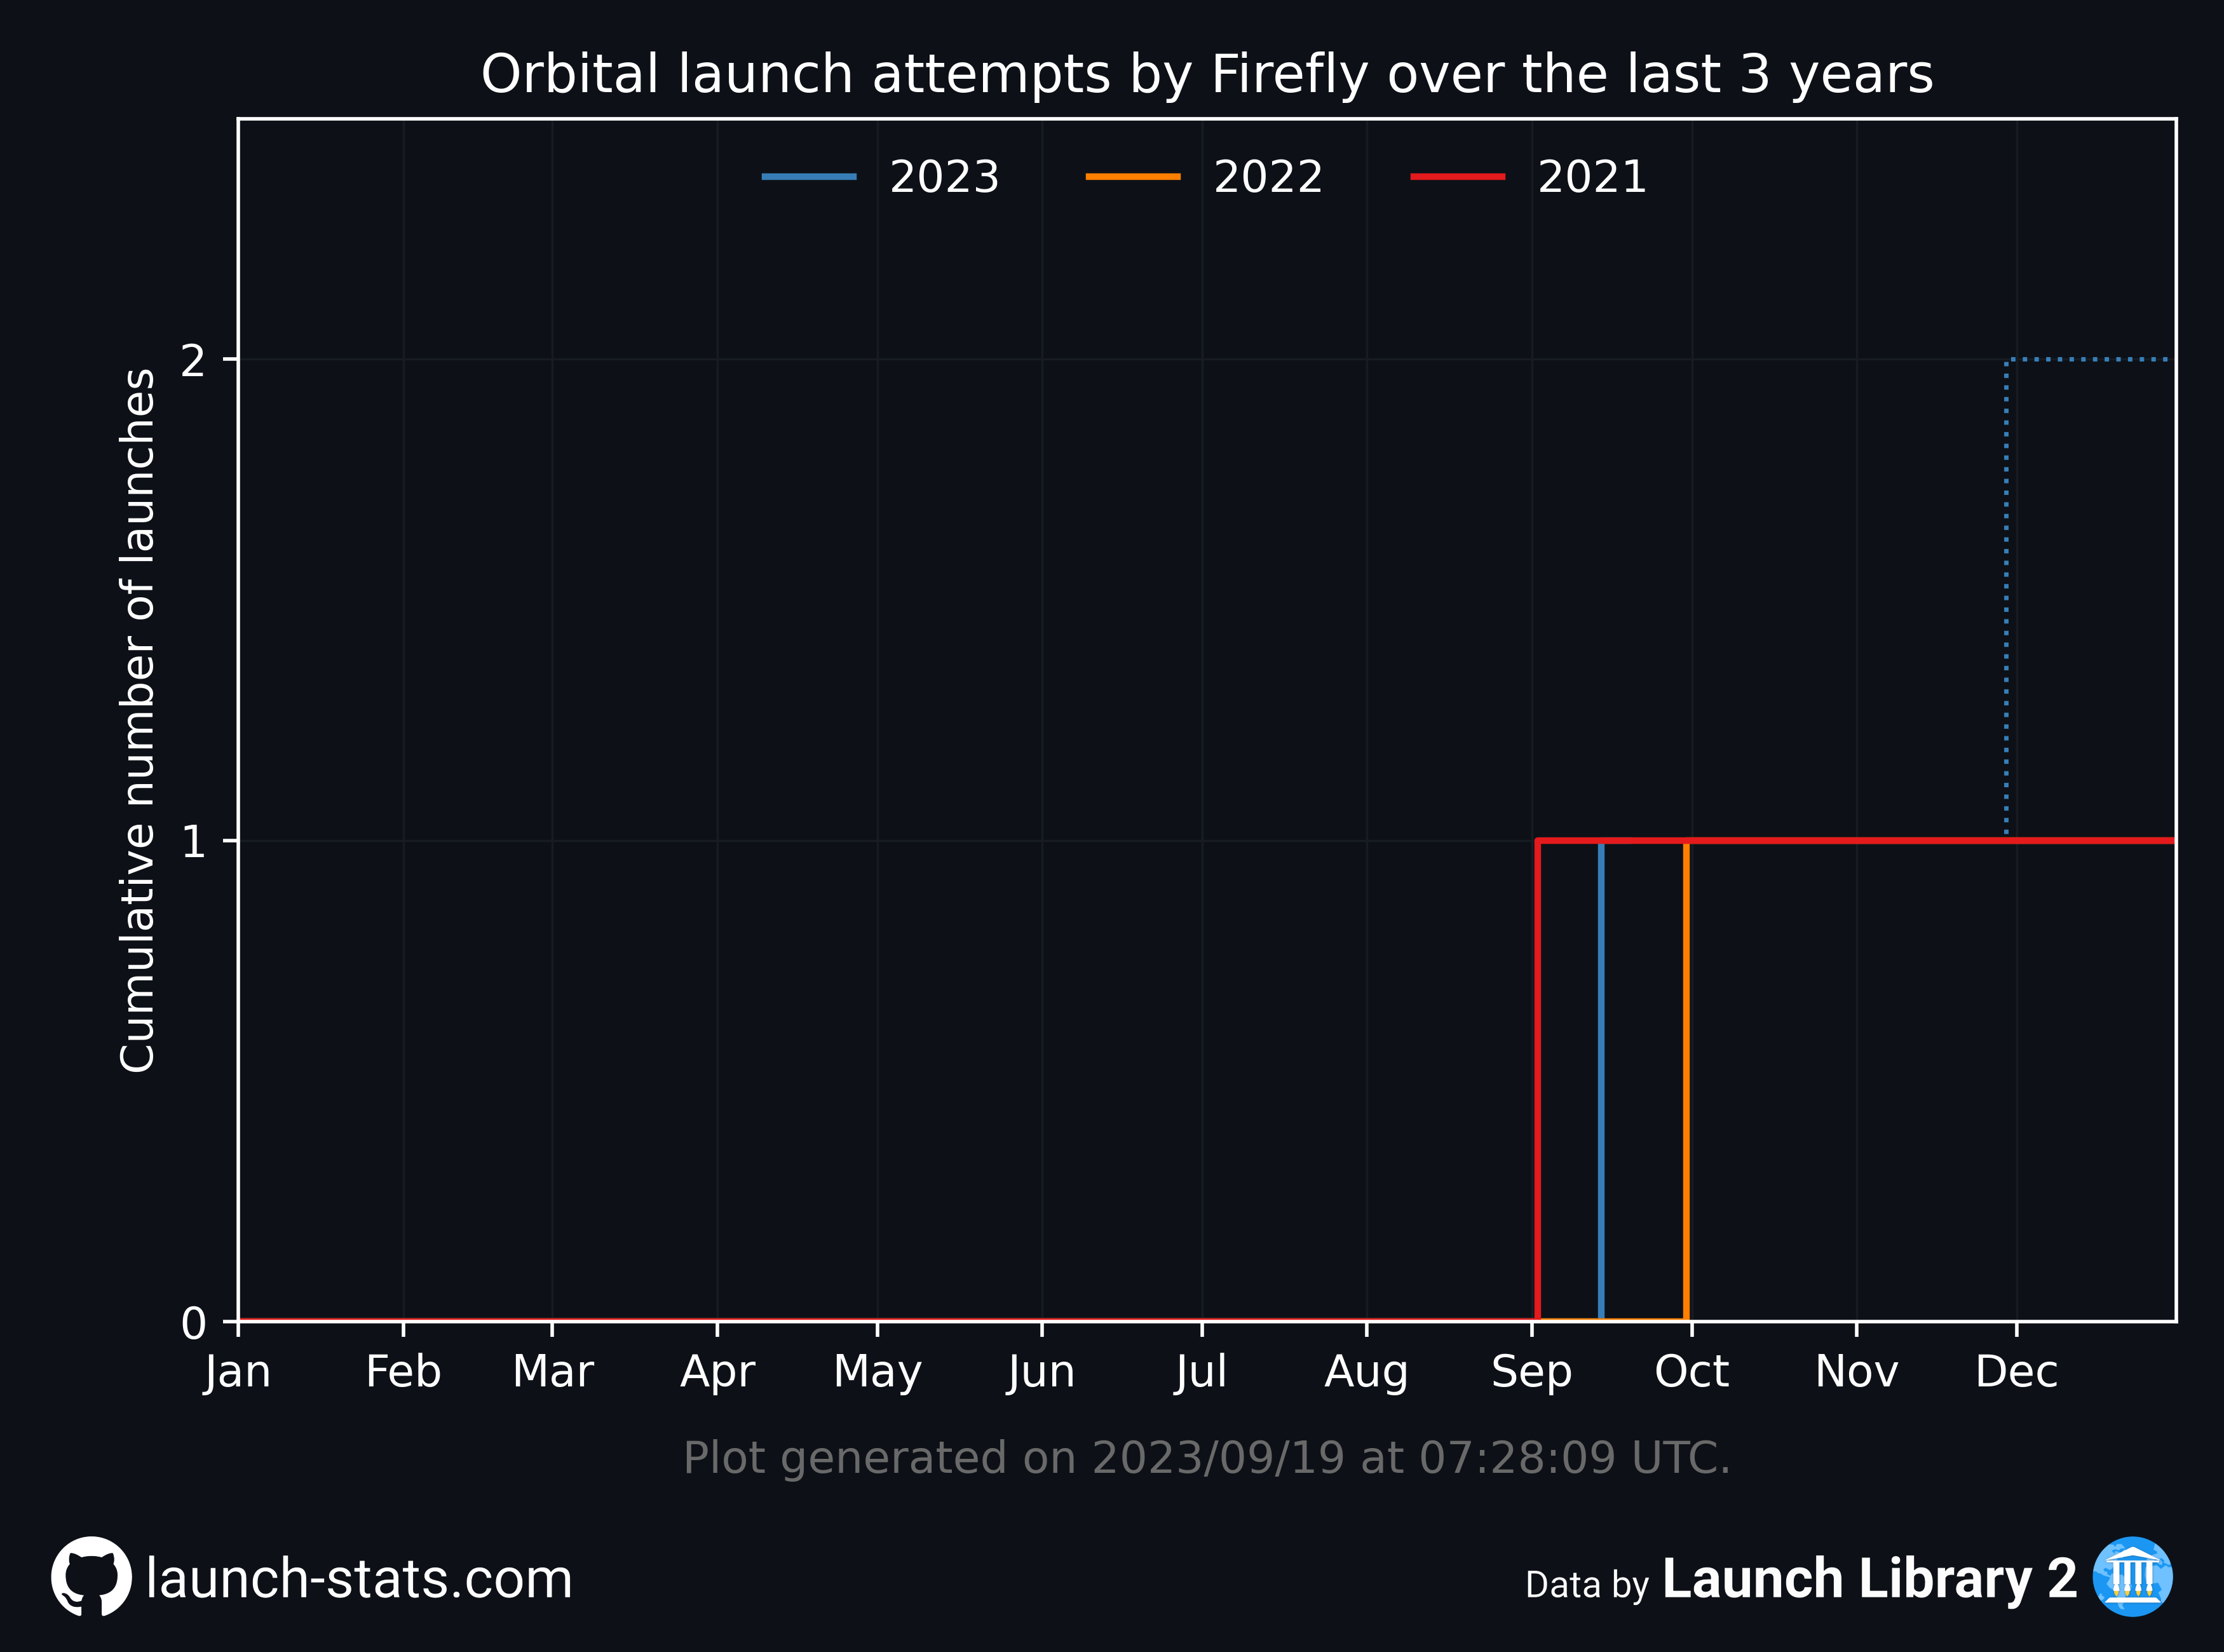 Orbital launch attempts by Firefly over the last 3 years
2023
2022
2021
Cumulative number of launches
2
1
0
Jan
Feb
Mar
Apr
May
Jun
Jul
Aug
Sep
Oct
Nov
Dec
Plot generated on 2023/09/19 at 07:28:09 UTC.
launch-stats.com
Data by Launch Library 2